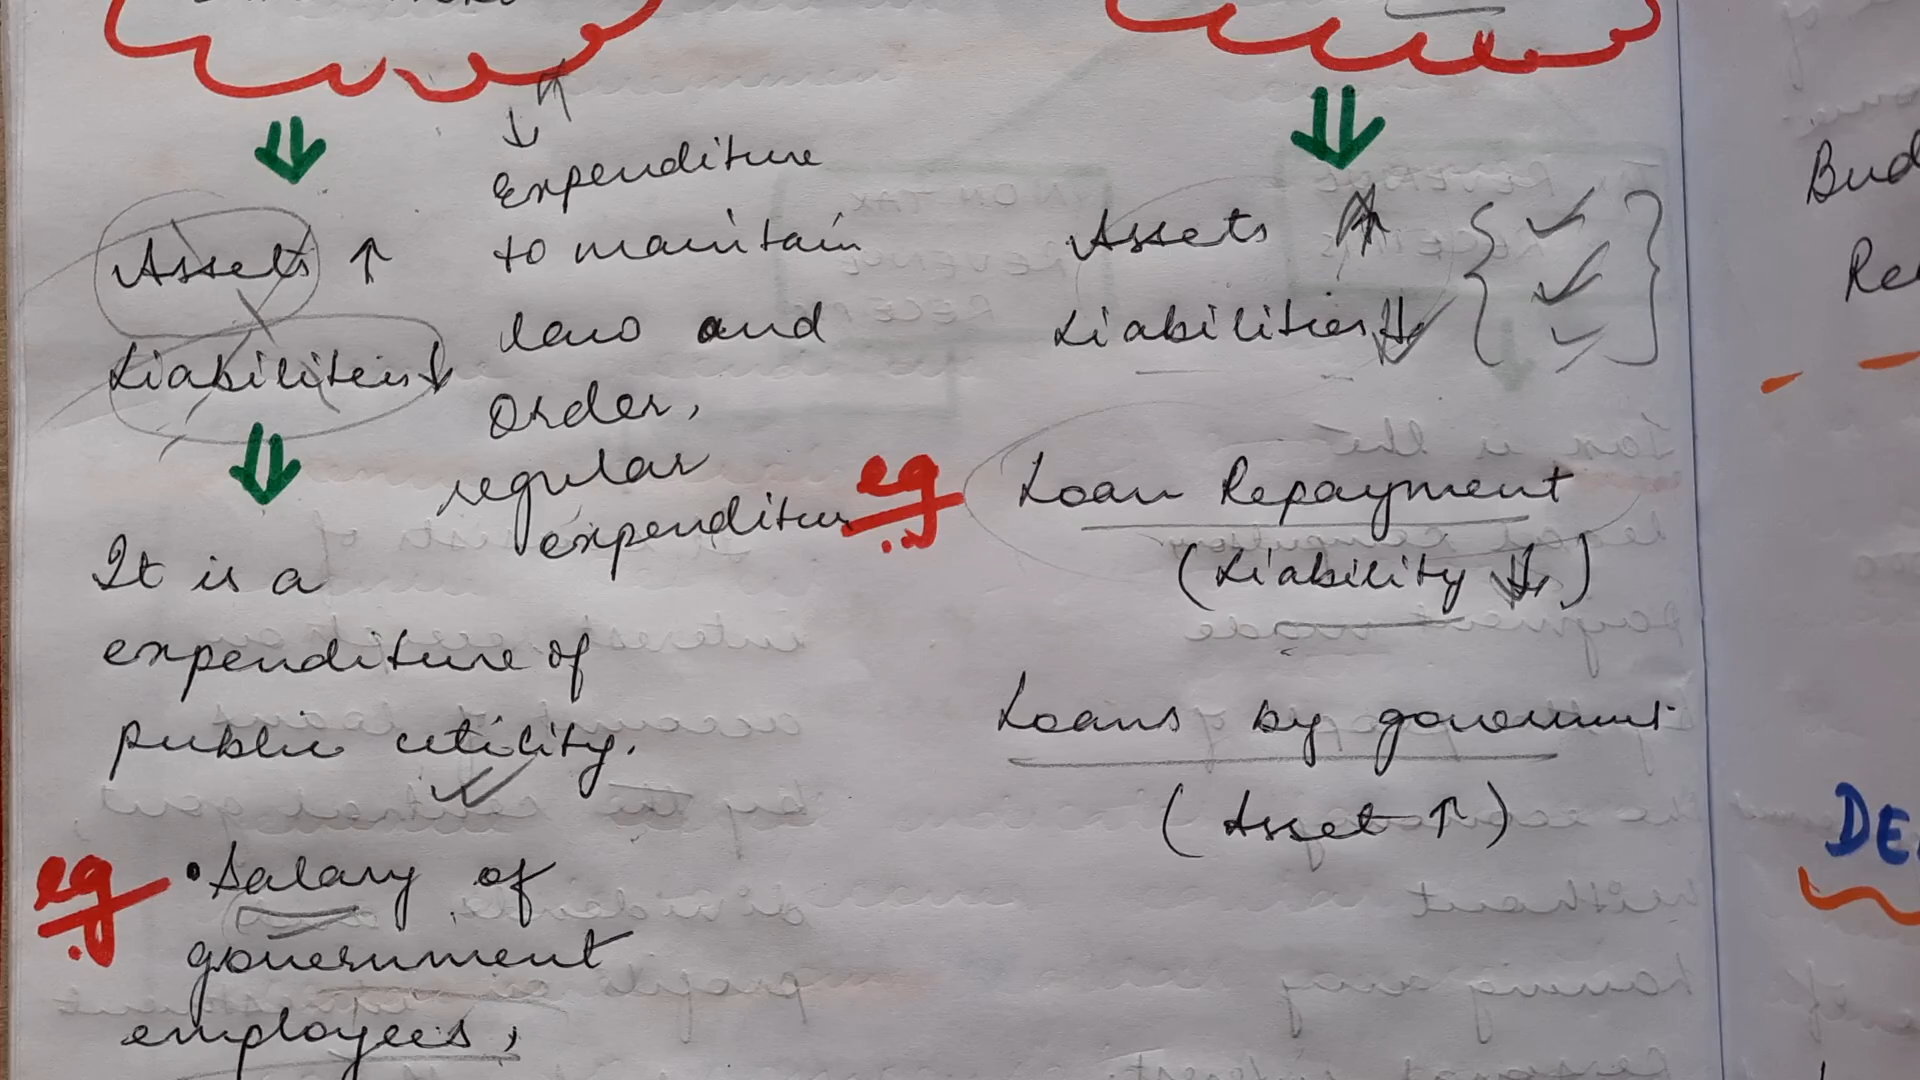 Assets ↑
Liabilities ↓
It is a
expenditure of
public utility.
eg
• Salary of
government
employees,
Expenditure
to maintain
law and
order,
regular
expenditure
Assets ↑
Liabilities ↓
eg
Loan Repayment
(Liability ↓)
Loans by government
(Asset ↑)
Bud
Re
DE